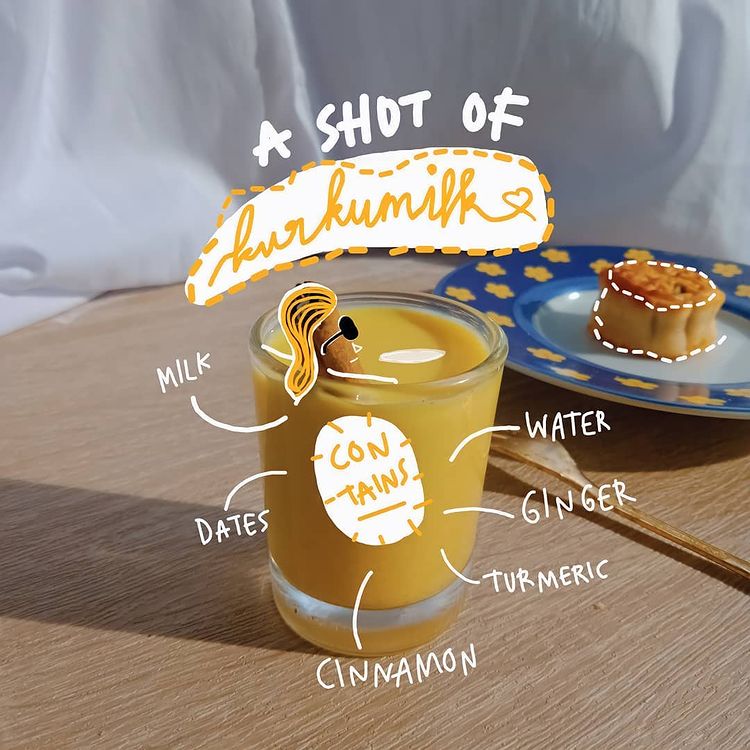 A SHOT OF
kurkumilk
MILK
CON
TAINS
WATER
DATES
GINGER
TURMERIC
CINNAMON